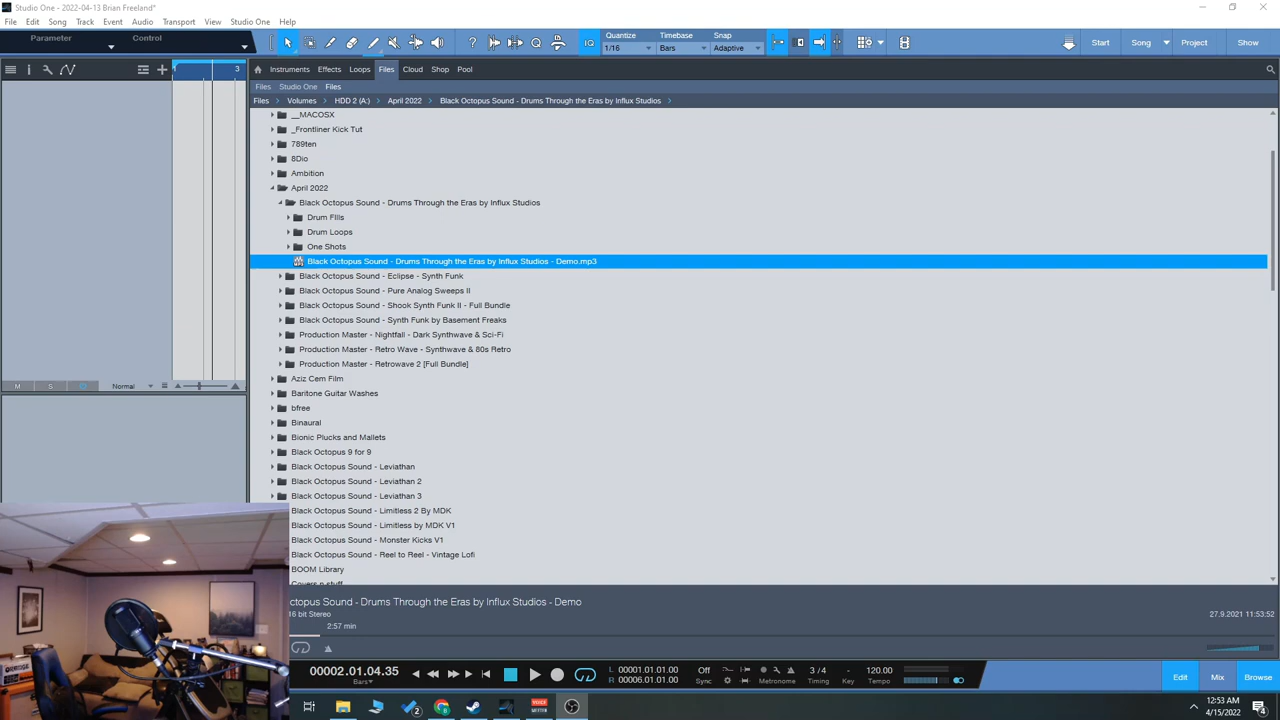 Studio One - 2022-04-13 Brian Freeland*
File Edit Song Track Event Audio Transport View Studio One Help
Parameter Control
Quantize Timebase Snap
IQ 1/16 Bars Adaptive
Start Song Project Show
3
Instruments Effects Loops Files Cloud Shop Pool
Files Studio One Files
Files Volumes HDD 2 (A:) April 2022 Black Octopus Sound - Drums Through the Eras by Influx Studios
__MACOSX
_Frontliner Kick Tut
789ten
8Dio
Ambition
April 2022
Black Octopus Sound - Drums Through the Eras by Influx Studios
Drum FIlls
Drum Loops
One Shots
Black Octopus Sound - Drums Through the Eras by Influx Studios - Demo.mp3
Black Octopus Sound - Eclipse - Synth Funk
Black Octopus Sound - Pure Analog Sweeps II
Black Octopus Sound - Shook Synth Funk II - Full Bundle
Black Octopus Sound - Synth Funk by Basement Freaks
Production Master - Nightfall - Dark Synthwave & Sci-Fi
Production Master - Retro Wave - Synthwave & 80s Retro
Production Master - Retrowave 2 [Full Bundle]
M S Normal
Aziz Cem Film
Baritone Guitar Washes
bfree
Binaural
Bionic Plucks and Mallets
Black Octopus 9 for 9
Black Octopus Sound - Leviathan
Black Octopus Sound - Leviathan 2
Black Octopus Sound - Leviathan 3
Black Octopus Sound - Limitless 2 By MDK
Black Octopus Sound - Limitless by MDK V1
Black Octopus Sound - Monster Kicks V1
Black Octopus Sound - Reel to Reel - Vintage Lofi
BOOM Library
Covers n stuff
ctopus Sound - Drums Through the Eras by Influx Studios - Demo
16 bit Stereo 27.9.2021 11:53:52
2:57 min
00002.01.04.35 L 00001.01.01.00 Off 3 / 4 - 120.00
Bars R 00006.01.01.00 Sync Metronome Timing Key Tempo
Edit Mix Browse
2 12:53 AM
4/15/2022 4